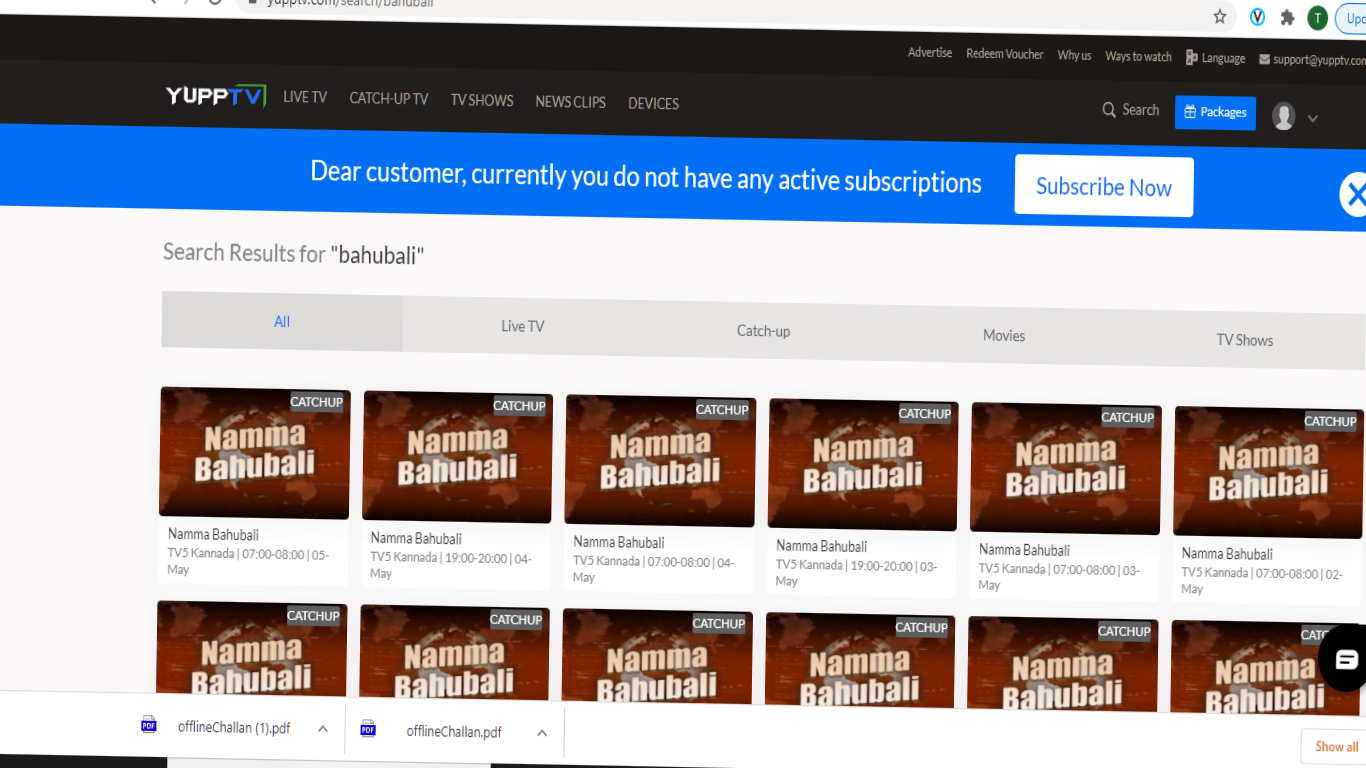 yupptv.com/search/bahubali
T
Advertise
Redeem Voucher
Why us
Ways to watch
Language
YUPPTV
LIVE TV
CATCH-UP TV
TV SHOWS
NEWS CLIPS
DEVICES
Search
Packages
Dear customer, currently you do not have any active subscriptions
Subscribe Now
Search Results for "bahubali"
All
Live TV
Catch-up
Movies
TV Shows
CATCHUP
Namma
Bahubali
Namma Bahubali
TV5 Kannada | 07:00-08:00 | 05-
May
CATCHUP
Namma
Bahubali
Namma Bahubali
TV5 Kannada | 19:00-20:00 | 04-
May
CATCHUP
Namma
Bahubali
Namma Bahubali
TV5 Kannada | 07:00-08:00 | 04-
May
CATCHUP
Namma
Bahubali
Namma Bahubali
TV5 Kannada | 19:00-20:00 | 03-
May
CATCHUP
Namma
Bahubali
Namma Bahubali
TV5 Kannada | 07:00-08:00 | 03-
May
CATCHUP
Namma
Bahubali
Namma Bahubali
TV5 Kannada | 07:00-08:00 | 02-
May
CATCHUP
Namma
Bahubali
CATCHUP
Namma
Bahubali
CATCHUP
Namma
Bahubali
CATCHUP
Namma
Bahubali
CATCHUP
Namma
Bahubali
Namma
Bahubali
PDF
offlineChallan (1).pdf
PDF
offlineChallan.pdf
Show all